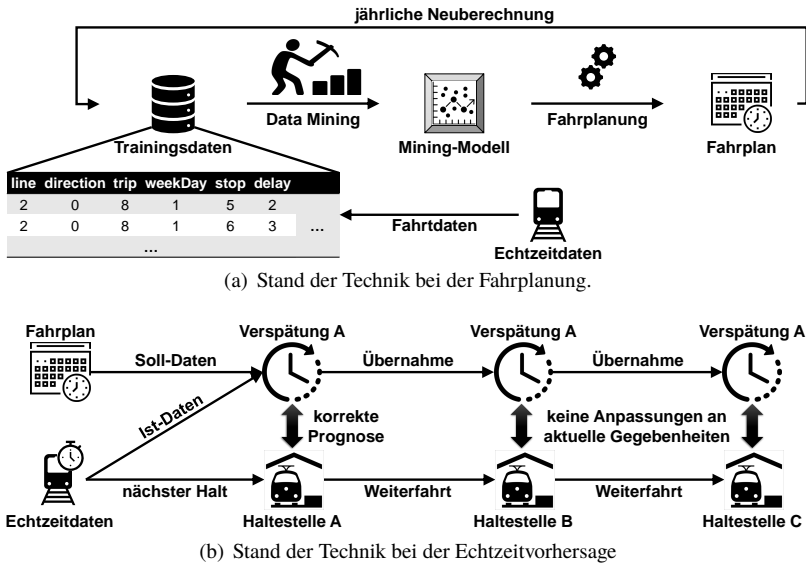 jährliche Neuberechnung
Data Mining
Fahrplanung
Trainingsdaten
Mining-Modell
Fahrplan
line direction trip weekDay stop delay
2 0 8 1 5 2
2 0 8 1 6 3 ...
...
Fahrtdaten
Echtzeitdaten
(a) Stand der Technik bei der Fahrplanung.
Fahrplan
Verspätung A
Verspätung A
Verspätung A
Soll-Daten
Übernahme
Übernahme
Ist-Daten
korrekte
Prognose
keine Anpassungen an
aktuelle Gegebenheiten
nächster Halt
Weiterfahrt
Weiterfahrt
Echtzeitdaten
Haltestelle A
Haltestelle B
Haltestelle C
(b) Stand der Technik bei der Echtzeitvorhersage